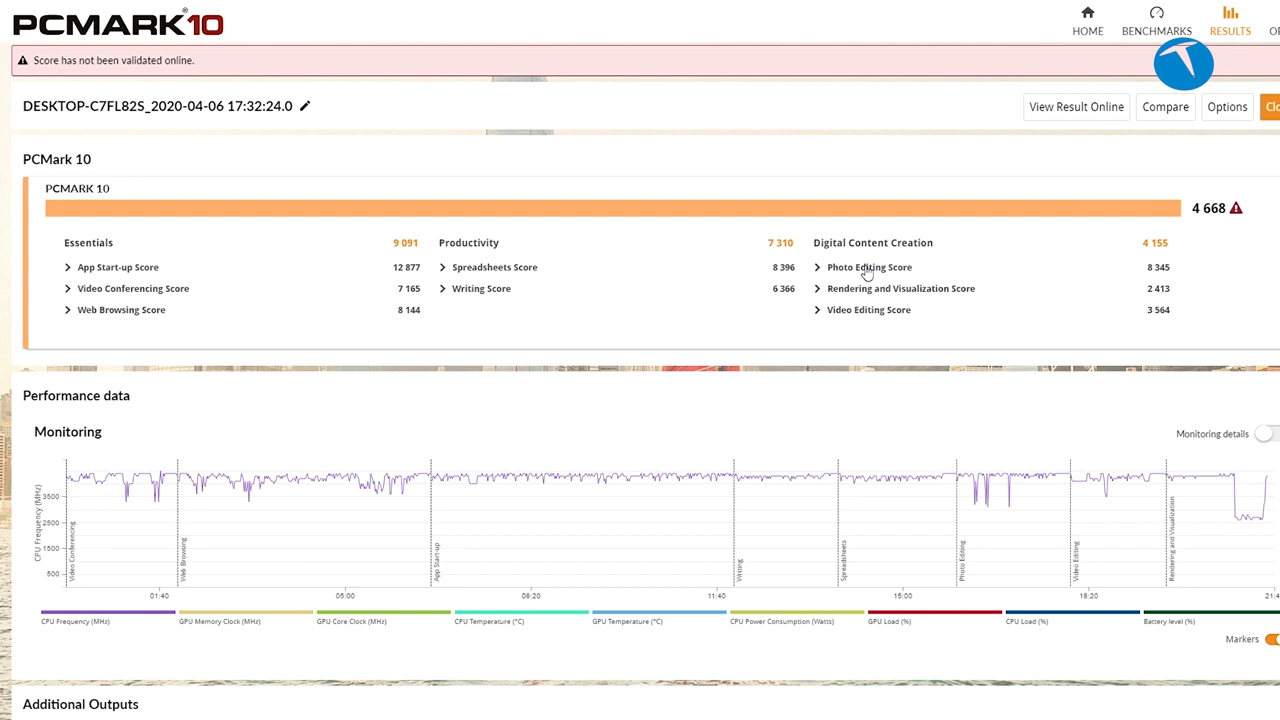 PCMARK®10
HOME BENCHMARKS RESULTS
Score has not been validated online.
DESKTOP-C7FL82S_2020-04-06 17:32:24.0
View Result Online Compare Options
PCMark 10
PCMARK 10
4 668
Essentials 9 091 Productivity 7 310 Digital Content Creation 4 155
App Start-up Score 12 877 Spreadsheets Score 8 396 Photo Editing Score 8 345
Video Conferencing Score 7 165 Writing Score 6 366 Rendering and Visualization Score 2 413
Web Browsing Score 8 144 Video Editing Score 3 564
Performance data
Monitoring
Monitoring details
CPU Frequency (MHz)
3500
2500
1500
500
Video Conferencing
Web Browsing
App Start-up
Writing
Spreadsheets
Photo Editing
Video Editing
Rendering and Visualization
01:40 05:00 08:20 11:40 15:00 18:20
CPU Frequency (MHz) GPU Memory Clock (MHz) GPU Core Clock (MHz) CPU Temperature (°C) GPU Temperature (°C) CPU Power Consumption (Watts) GPU Load (%) CPU Load (%) Battery level (%)
Markers
Additional Outputs